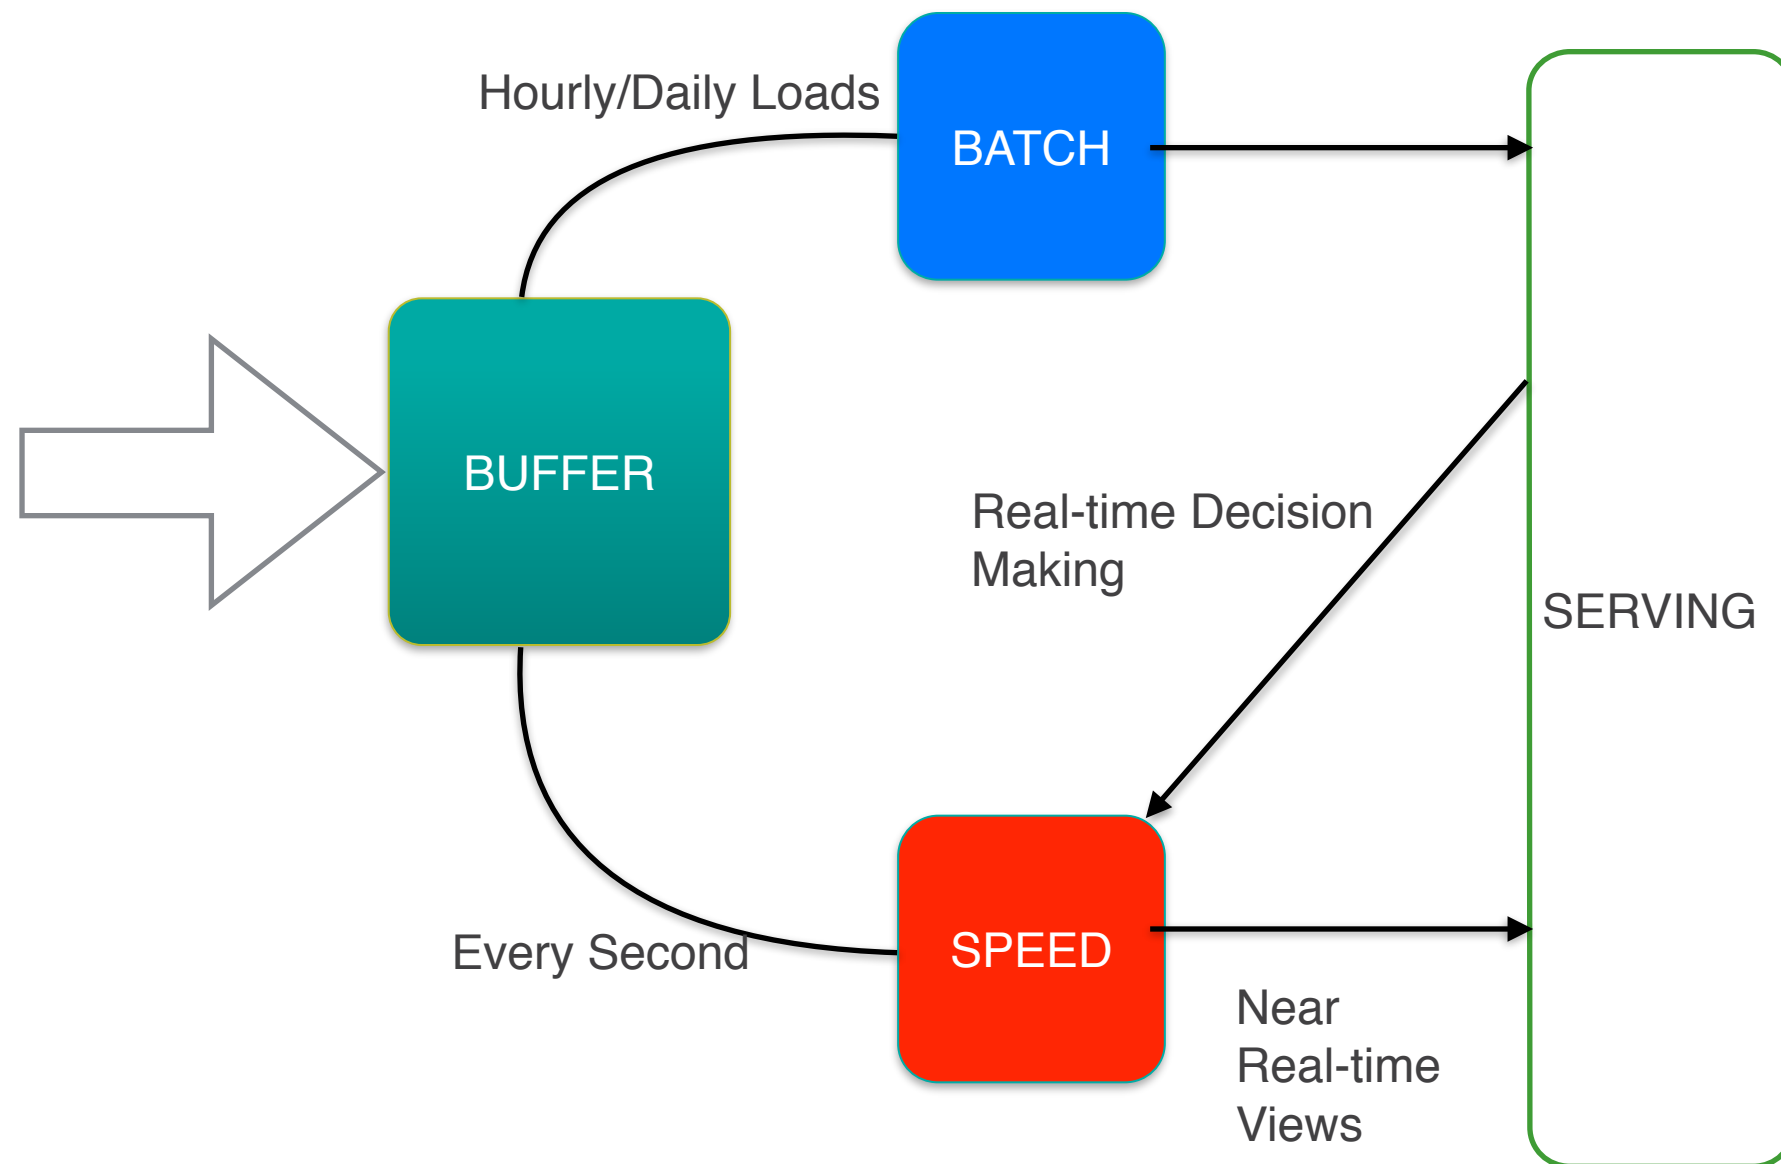 Hourly/Daily Loads
BATCH
BUFFER
Real-time Decision
Making
SERVING
Every Second
SPEED
Near
Real-time
Views